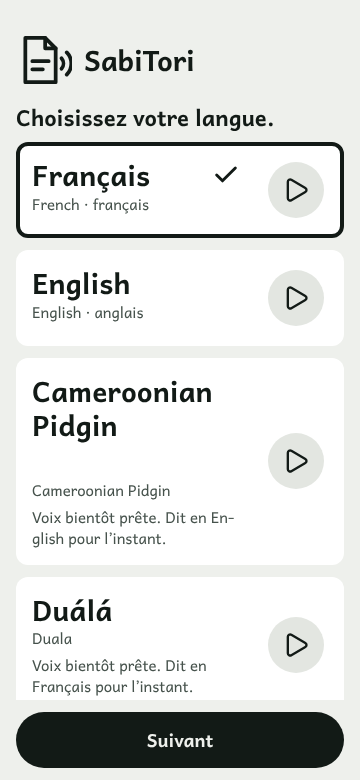 SabiTori
Choisissez votre langue.
Français
French · français
English
English · anglais
Cameroonian
Pidgin
Cameroonian Pidgin
Voix bientôt prête. Dit en En-
glish pour l’instant.
Duálá
Duala
Voix bientôt prête. Dit en
Français pour l’instant.
Suivant